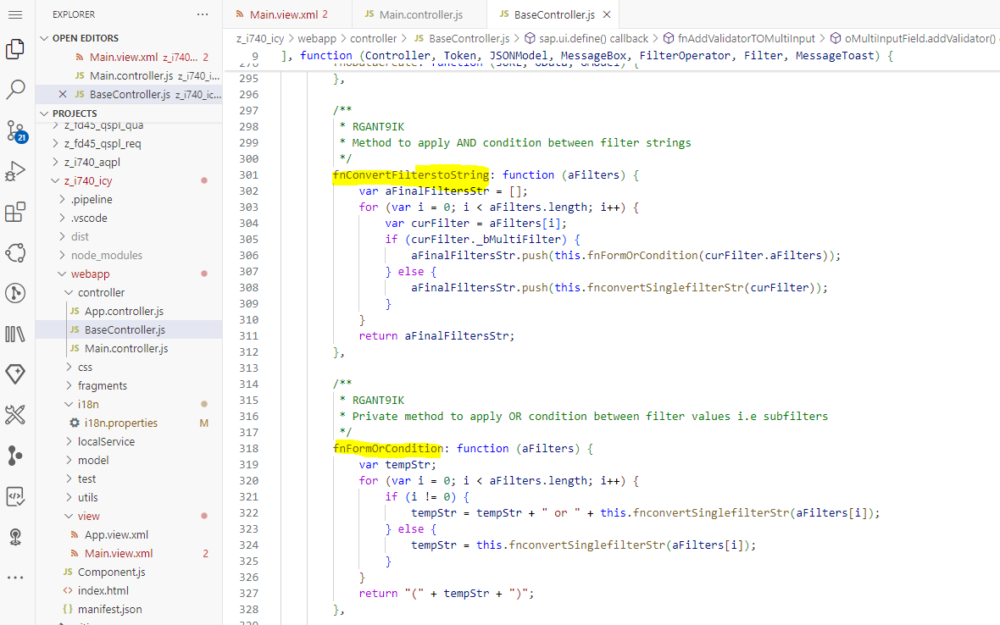 EXPLORER
OPEN EDITORS
Main.view.xml z_i740... 2
Main.controller.js z_i740_i...
BaseController.js z_i740_ic...
PROJECTS
z_fd45_qspl_qua
z_fd45_qspl_req
z_i740_aqpl
z_i740_icy
.pipeline
.vscode
dist
node_modules
webapp
controller
App.controller.js
BaseController.js
Main.controller.js
css
fragments
i18n
i18n.properties M
localService
model
test
utils
view
App.view.xml
Main.view.xml 2
JS Component.js
index.html
manifest.json
21
Main.view.xml 2
JS Main.controller.js
JS BaseController.js
z_i740_icy > webapp > controller > JS BaseController.js > sap.ui.define() callback > fnAddValidatorTOMultiInput > oMultiInputField.addValidator()
9 ], function (Controller, Token, JSONModel, MessageBox, FilterOperator, Filter, MessageToast) {
295 },
296
297 /**
298 * RGANT9IK
299 * Method to apply AND condition between filter strings
300 */
301 fnConvertFilterstoString: function (aFilters) {
302 var aFinalFiltersStr = [];
303 for (var i = 0; i < aFilters.length; i++) {
304 var curFilter = aFilters[i];
305 if (curFilter._bMultiFilter) {
306 aFinalFiltersStr.push(this.fnFormOrCondition(curFilter.aFilters));
307 } else {
308 aFinalFiltersStr.push(this.fnconvertSinglefilterStr(curFilter));
309 }
310 }
311 return aFinalFiltersStr;
312 },
313
314 /**
315 * RGANT9IK
316 * Private method to apply OR condition between filter values i.e subfilters
317 */
318 fnFormOrCondition: function (aFilters) {
319 var tempStr;
320 for (var i = 0; i < aFilters.length; i++) {
321 if (i != 0) {
322 tempStr = tempStr + " or " + this.fnconvertSinglefilterStr(aFilters[i]);
323 } else {
324 tempStr = this.fnconvertSinglefilterStr(aFilters[i]);
325 }
326 }
327 return "(" + tempStr + ")";
328 },